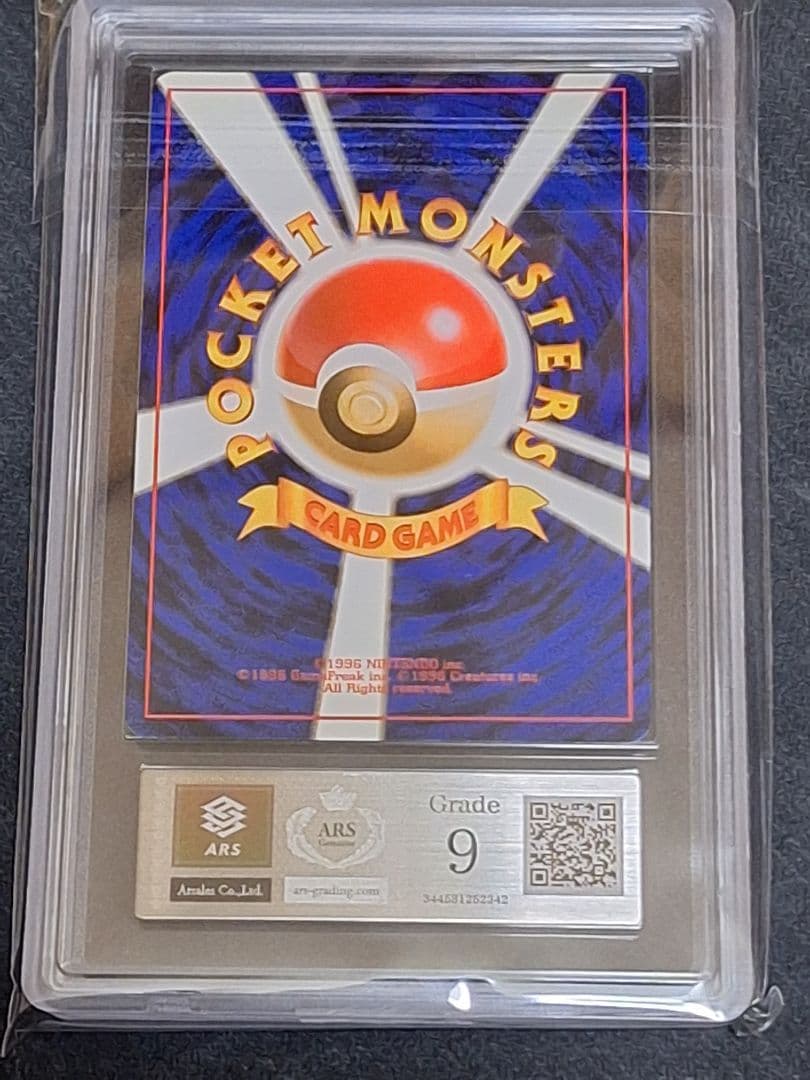 POCKET MONSTERS
CARD GAME
©1996 NINTENDO inc.
©1996 GameFreak inc. ©1996 Creatures inc.
All Rights reserved.
ARS
Arsales Co.,Ltd.
ARS
Genuine
ars-grading.com
Grade
9
344581252342